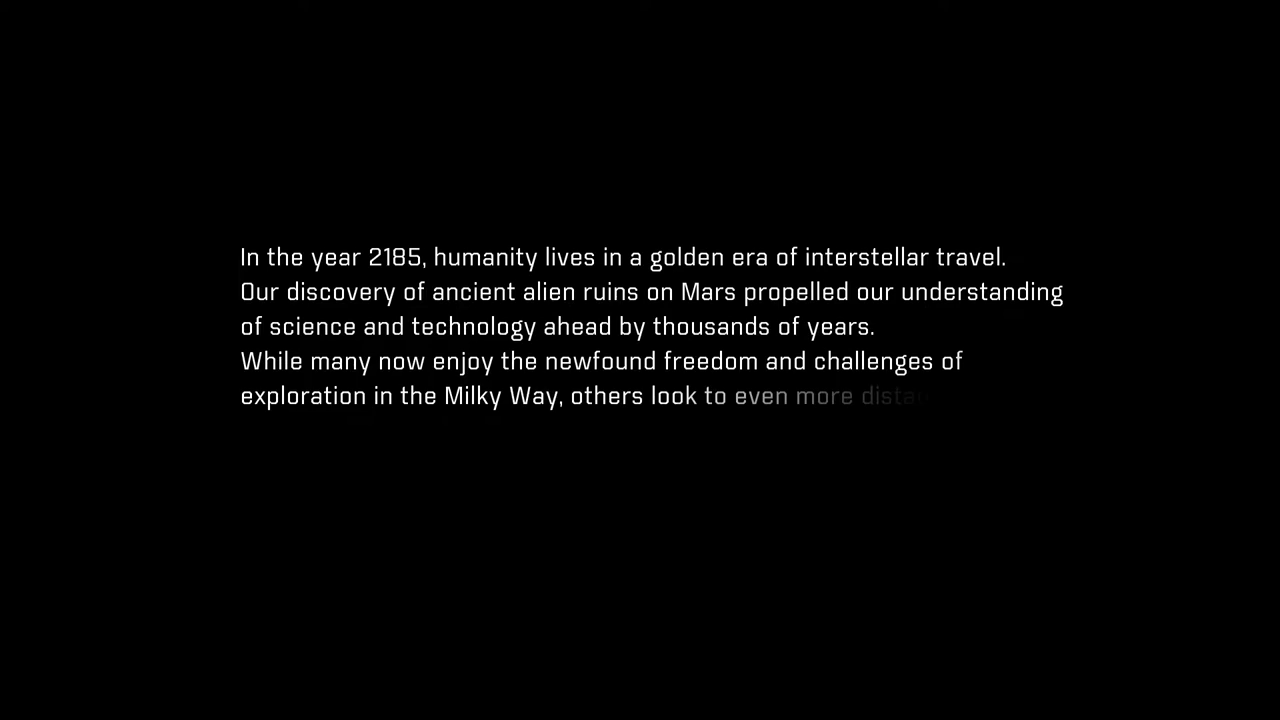 In the year 2185, humanity lives in a golden era of interstellar travel.
Our discovery of ancient alien ruins on Mars propelled our understanding
of science and technology ahead by thousands of years.
While many now enjoy the newfound freedom and challenges of
exploration in the Milky Way, others look to even more